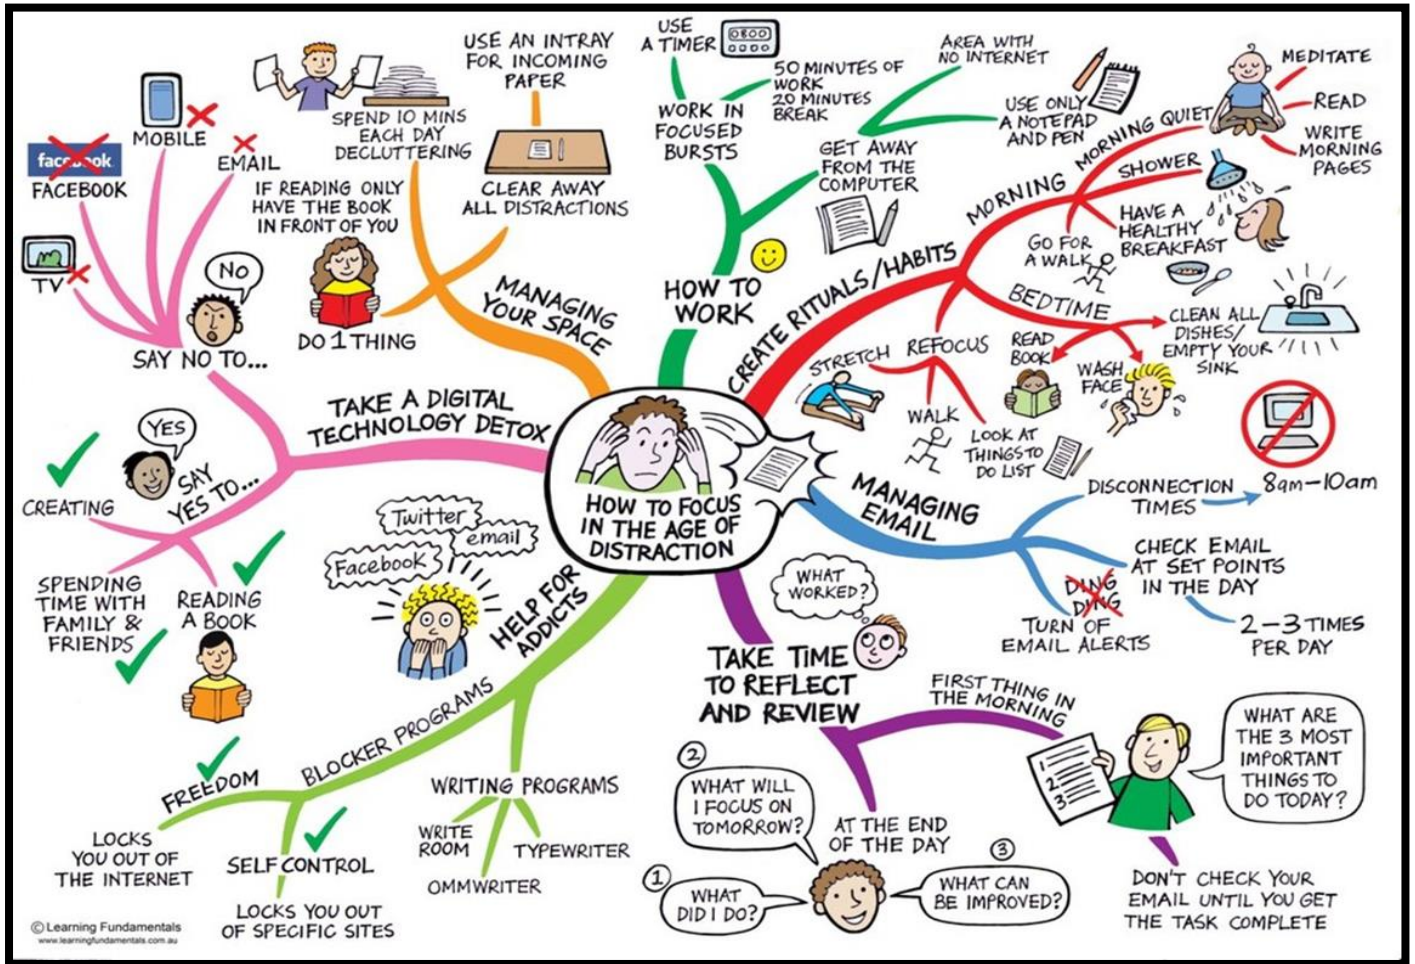 HOW TO FOCUS
IN THE AGE OF
DISTRACTION
HOW TO
WORK
WORK IN
FOCUSED
BURSTS
USE
A TIMER
0800
50 MINUTES OF
WORK
20 MINUTES
BREAK
GET AWAY
FROM THE
COMPUTER
AREA WITH
NO INTERNET
USE ONLY
A NOTEPAD
AND PEN
CREATE RITUALS/HABITS
MORNING
MORNING QUIET
MEDITATE
READ
WRITE
MORNING
PAGES
SHOWER
HAVE A
HEALTHY
BREAKFAST
GO FOR
A WALK
BEDTIME
CLEAN ALL
DISHES/
EMPTY YOUR
SINK
WASH
FACE
READ
BOOK
REFOCUS
STRETCH
WALK
LOOK AT
THINGS TO
DO LIST
MANAGING
EMAIL
DISCONNECTION
TIMES
8am-10am
CHECK EMAIL
AT SET POINTS
IN THE DAY
2-3 TIMES
PER DAY
DING
DING
TURN OF
EMAIL ALERTS
TAKE TIME
TO REFLECT
AND REVIEW
WHAT
WORKED?
FIRST THING IN
THE MORNING
1
2
3
WHAT ARE
THE 3 MOST
IMPORTANT
THINGS TO
DO TODAY?
DON'T CHECK YOUR
EMAIL UNTIL YOU GET
THE TASK COMPLETE
AT THE END
OF THE DAY
1
WHAT
DID I DO?
2
WHAT WILL
I FOCUS ON
TOMORROW?
3
WHAT CAN
BE IMPROVED?
HELP FOR
ADDICTS
Twitter
email
Facebook
WRITING PROGRAMS
WRITE
ROOM
OMMWRITER
TYPEWRITER
BLOCKER PROGRAMS
FREEDOM
LOCKS
YOU OUT OF
THE INTERNET
SELF CONTROL
LOCKS YOU OUT
OF SPECIFIC SITES
TAKE A DIGITAL
TECHNOLOGY DETOX
SAY NO TO...
NO
TV
facebook
FACEBOOK
MOBILE
EMAIL
SAY
YES TO...
YES
CREATING
SPENDING
TIME WITH
FAMILY &
FRIENDS
READING
A BOOK
MANAGING
YOUR SPACE
DO 1 THING
IF READING ONLY
HAVE THE BOOK
IN FRONT OF YOU
SPEND 10 MINS
EACH DAY
DECLUTTERING
CLEAR AWAY
ALL DISTRACTIONS
USE AN INTRAY
FOR INCOMING
PAPER
© Learning Fundamentals
www.learningfundamentals.com.au